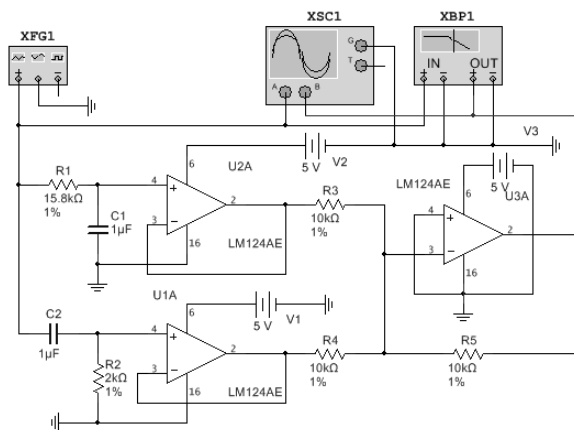 XFG1
XSC1
XBP1
G
T
A B
IN OUT
V3
V2
5 V
R1
15.8kΩ
1%
C1
1µF
U2A
4
3
6
2
16
LM124AE
R3
10kΩ
1%
LM124AE
5 V
U3A
4
3
6
2
16
C2
1µF
R2
2kΩ
1%
U1A
4
3
6
2
16
LM124AE
5 V
V1
R4
10kΩ
1%
R5
10kΩ
1%